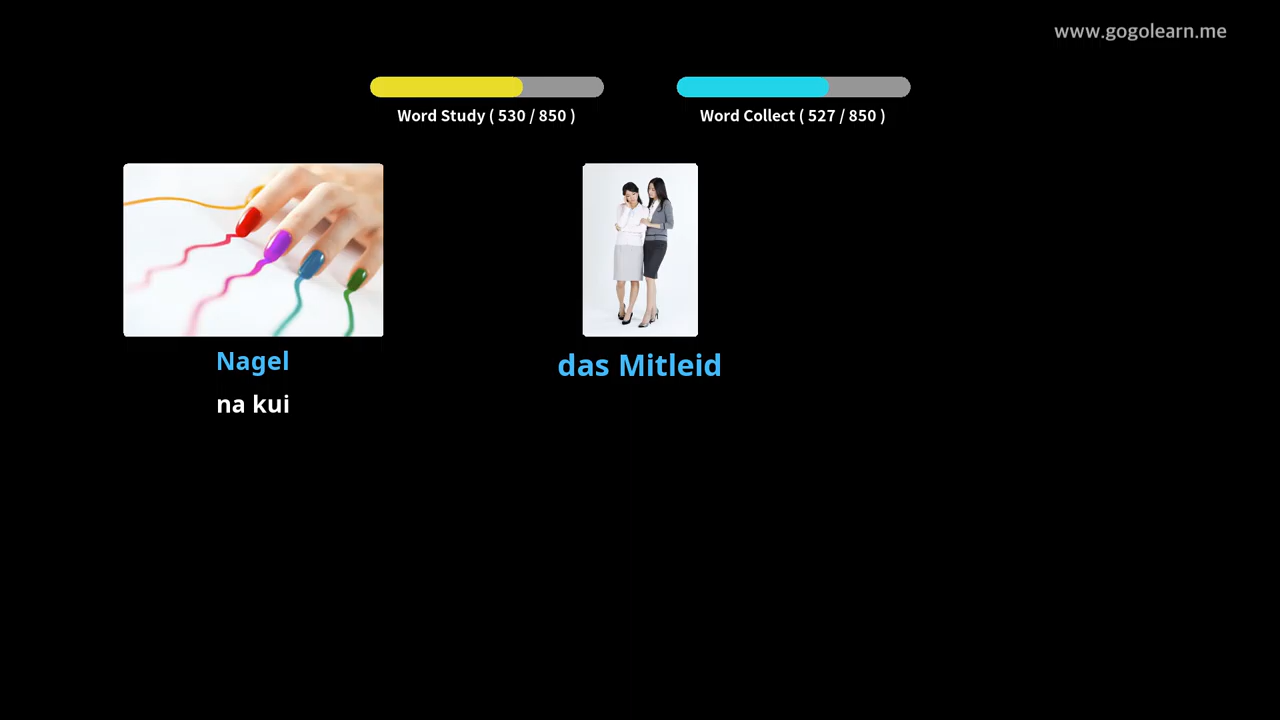 www.gogolearn.me
Word Study ( 530 / 850 )
Word Collect ( 527 / 850 )
Nagel
na kui
das Mitleid